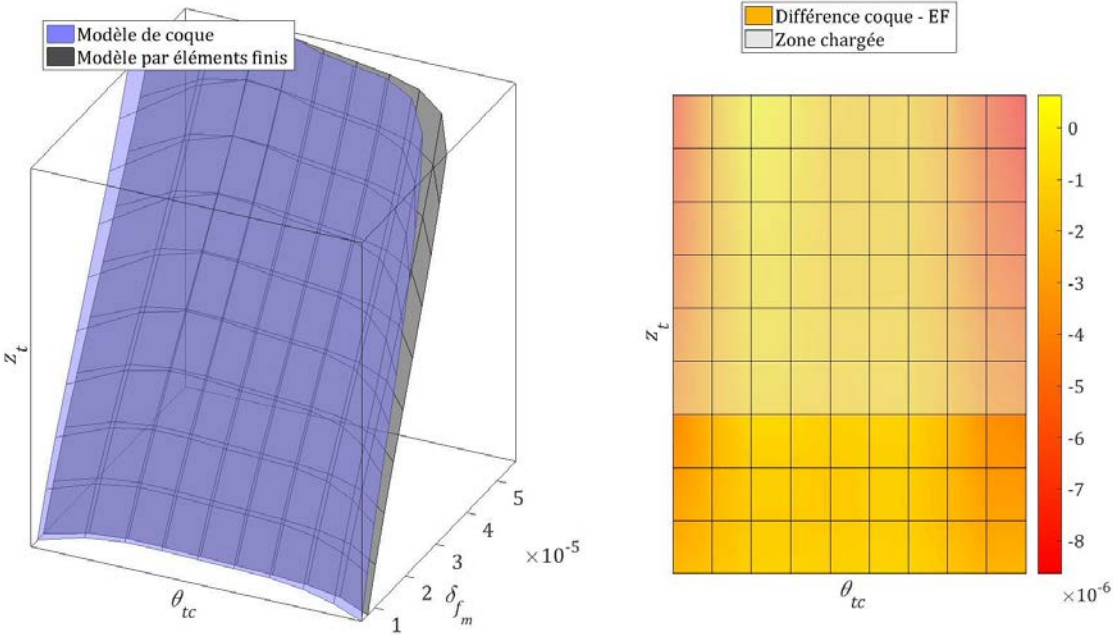 Modèle de coque
Modèle par éléments finis
z_t
θ_tc
1
2
3
4
5
×10^-5
δ_f_m
Différence coque - EF
Zone chargée
z_t
θ_tc
0
-1
-2
-3
-4
-5
-6
-7
-8
×10^-6